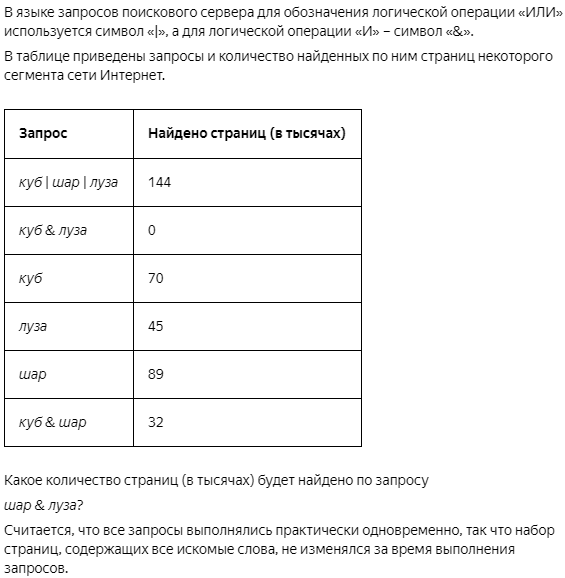 В языке запросов поискового сервера для обозначения логической операции «ИЛИ»
используется символ «|», а для логической операции «И» – символ «&».
В таблице приведены запросы и количество найденных по ним страниц некоторого
сегмента сети Интернет.
Запрос Найдено страниц (в тысячах)
куб | шар | луза 144
куб & луза 0
куб 70
луза 45
шар 89
куб & шар 32
Какое количество страниц (в тысячах) будет найдено по запросу
шар & луза?
Считается, что все запросы выполнялись практически одновременно, так что набор
страниц, содержащих все искомые слова, не изменялся за время выполнения
запросов.